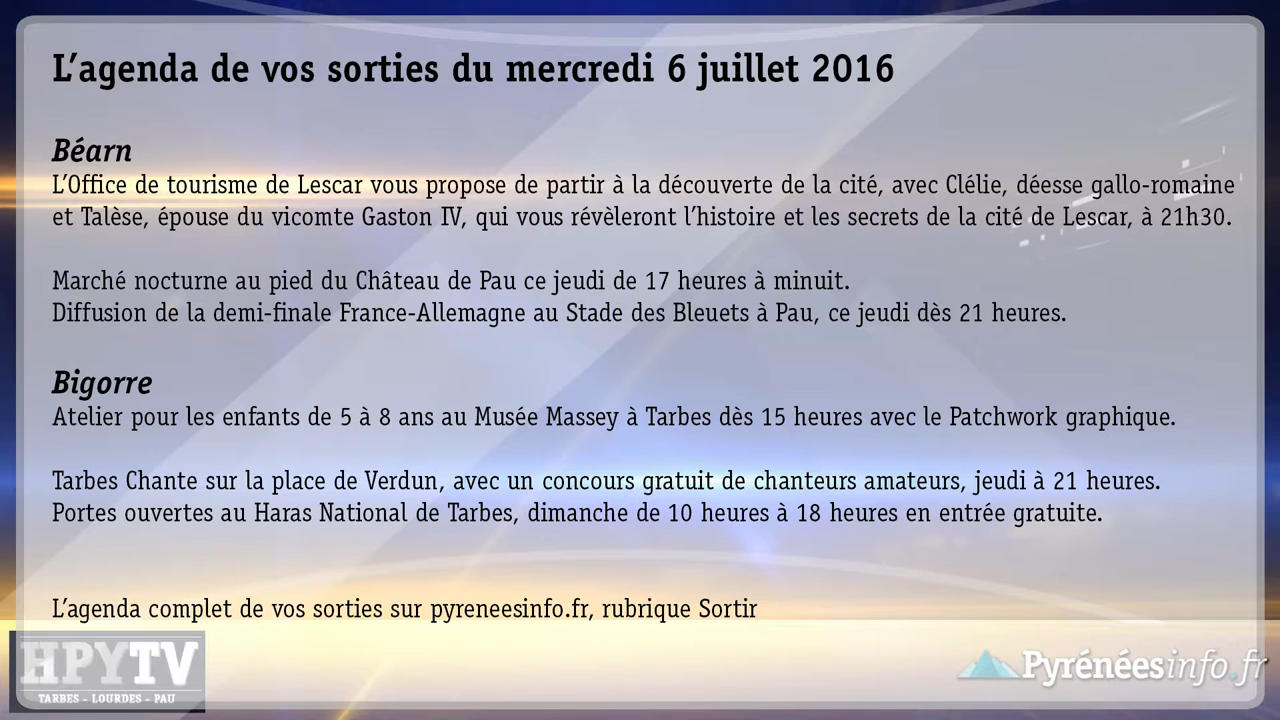 L’agenda de vos sorties du mercredi 6 juillet 2016
Béarn
L’Office de tourisme de Lescar vous propose de partir à la découverte de la cité, avec Clélie, déesse gallo-romaine
et Talèse, épouse du vicomte Gaston IV, qui vous révèleront l’histoire et les secrets de la cité de Lescar, à 21h30.
Marché nocturne au pied du Château de Pau ce jeudi de 17 heures à minuit.
Diffusion de la demi-finale France-Allemagne au Stade des Bleuets à Pau, ce jeudi dès 21 heures.
Bigorre
Atelier pour les enfants de 5 à 8 ans au Musée Massey à Tarbes dès 15 heures avec le Patchwork graphique.
Tarbes Chante sur la place de Verdun, avec un concours gratuit de chanteurs amateurs, jeudi à 21 heures.
Portes ouvertes au Haras National de Tarbes, dimanche de 10 heures à 18 heures en entrée gratuite.
L’agenda complet de vos sorties sur pyreneesinfo.fr, rubrique Sortir
HPYTV
TARBES - LOURDES - PAU
Pyrénéesinfo.fr